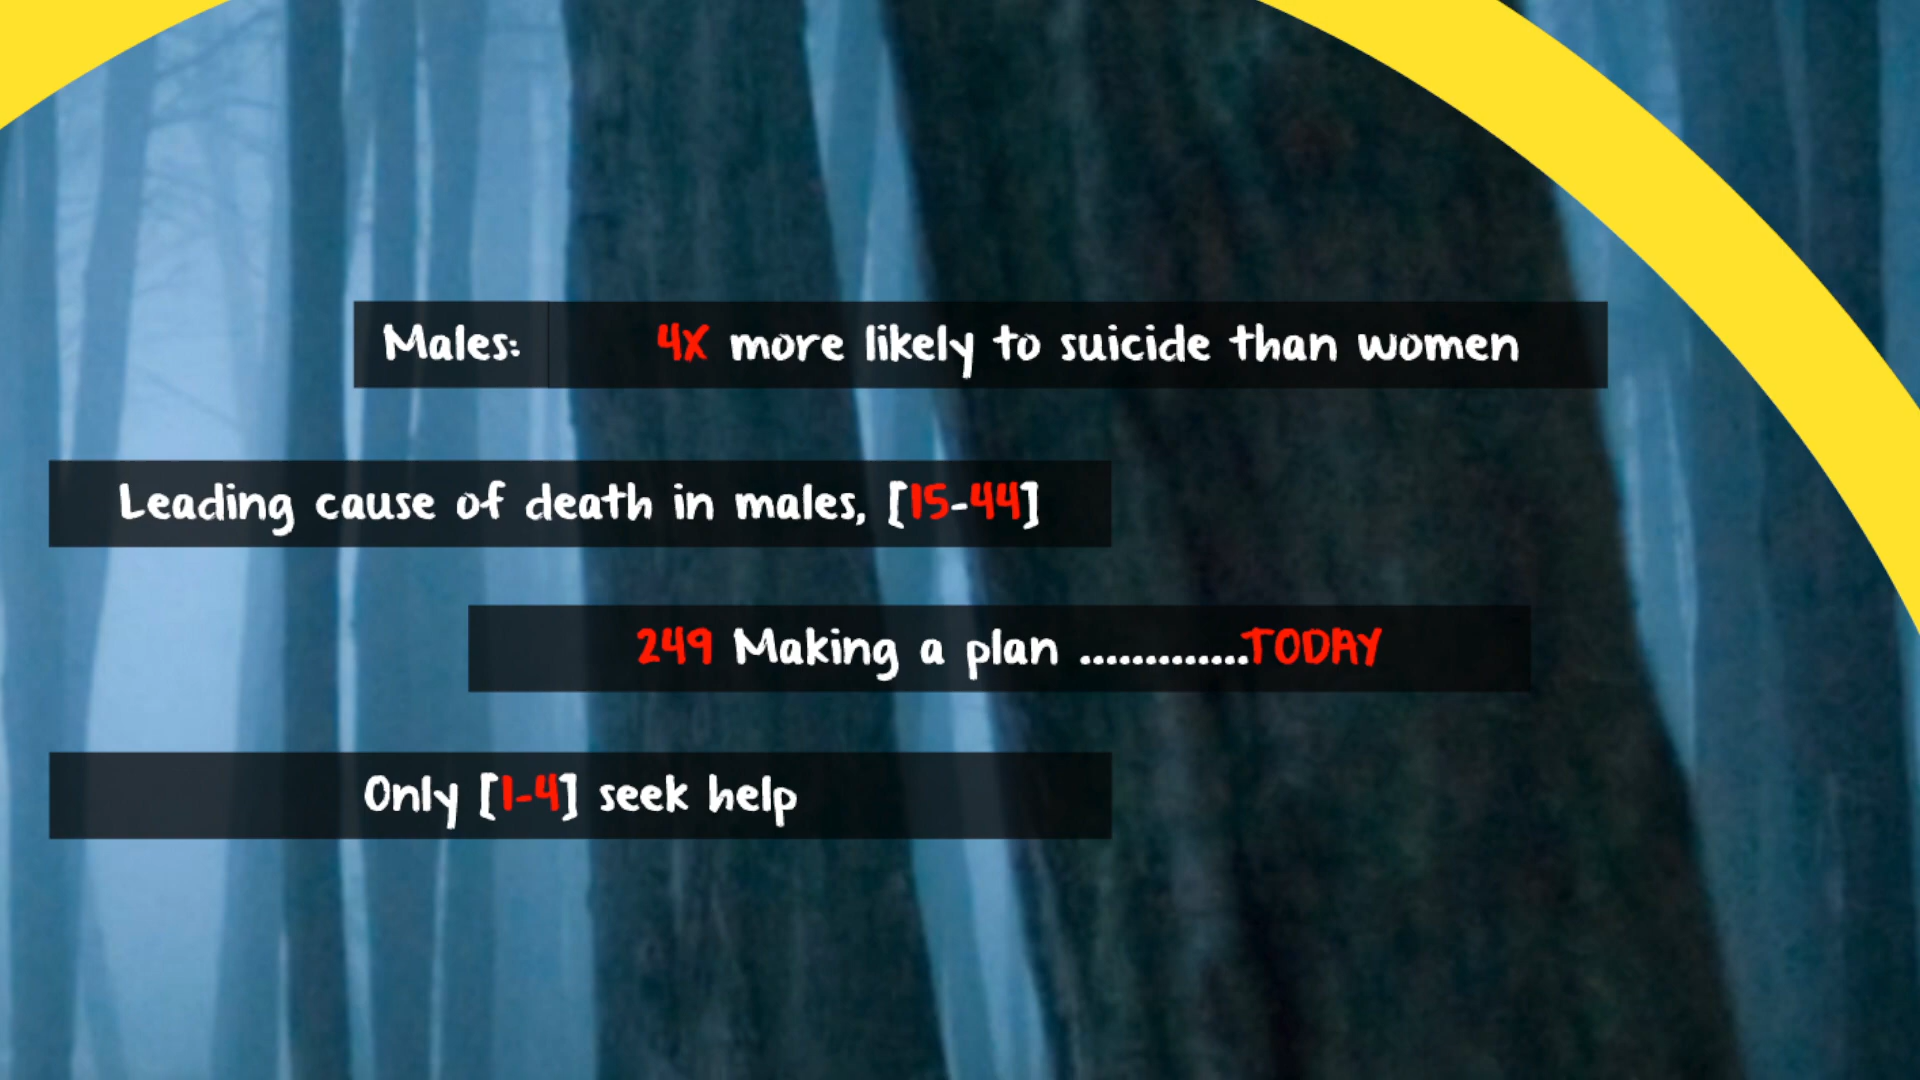 Males: 4X more likely to suicide than women
Leading cause of death in males, [15-44]
249 Making a plan .............TODAY
Only [1-4] seek help